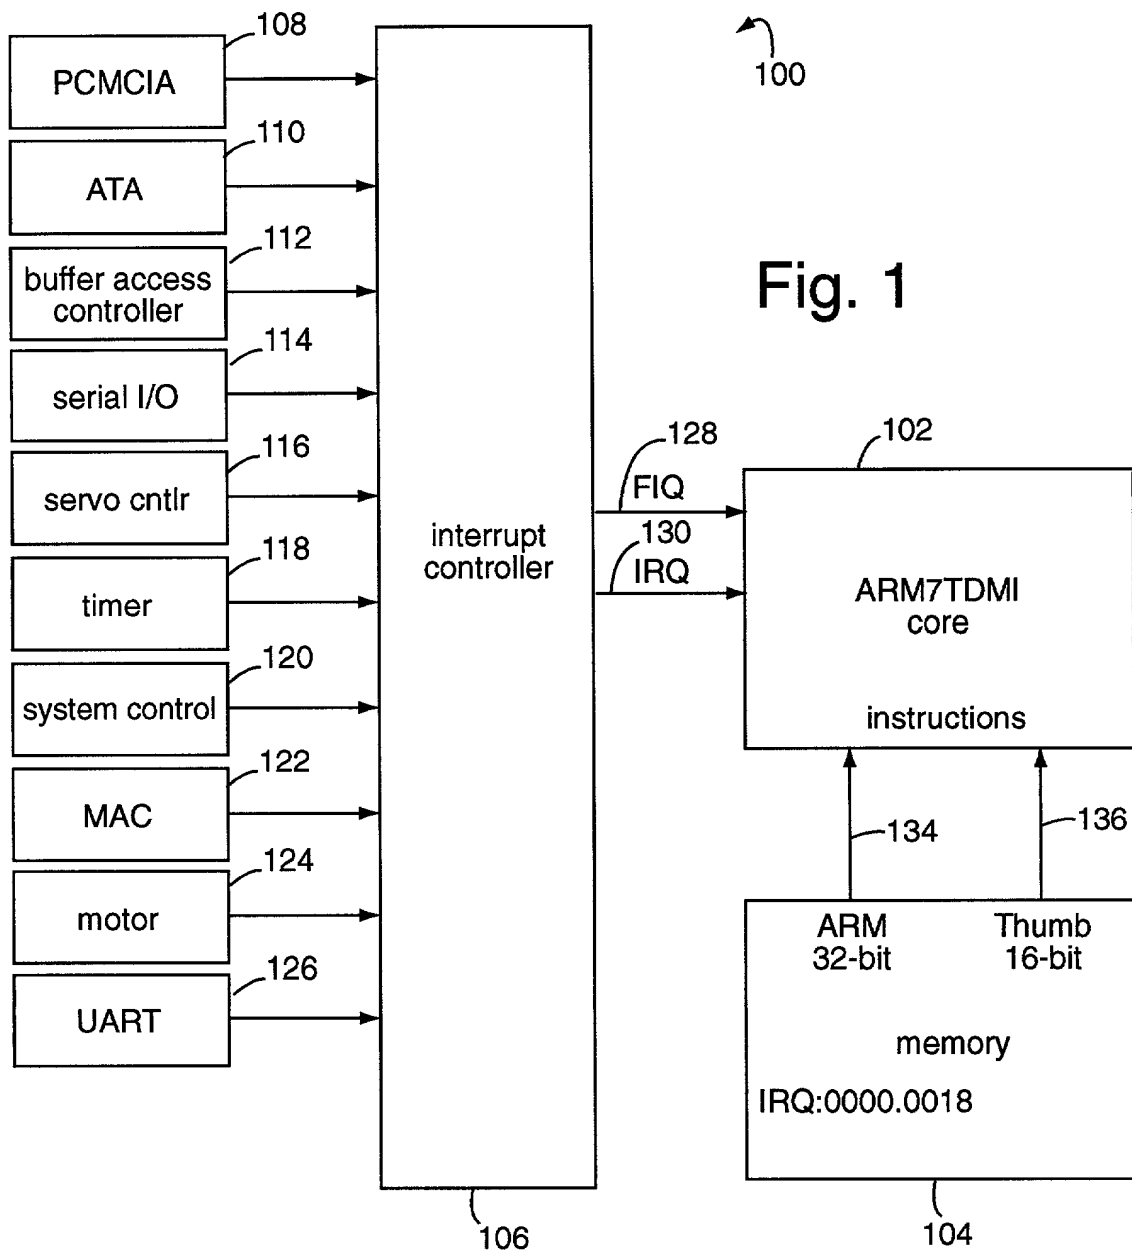 108
PCMCIA
110
ATA
112
buffer access
controller
114
serial I/O
116
servo cntlr
118
timer
120
system control
122
MAC
124
motor
126
UART
interrupt
controller
106
100
Fig. 1
128
FIQ
130
IRQ
102
ARM7TDMI
core
instructions
134
136
ARM
32-bit
Thumb
16-bit
memory
IRQ:0000.0018
104